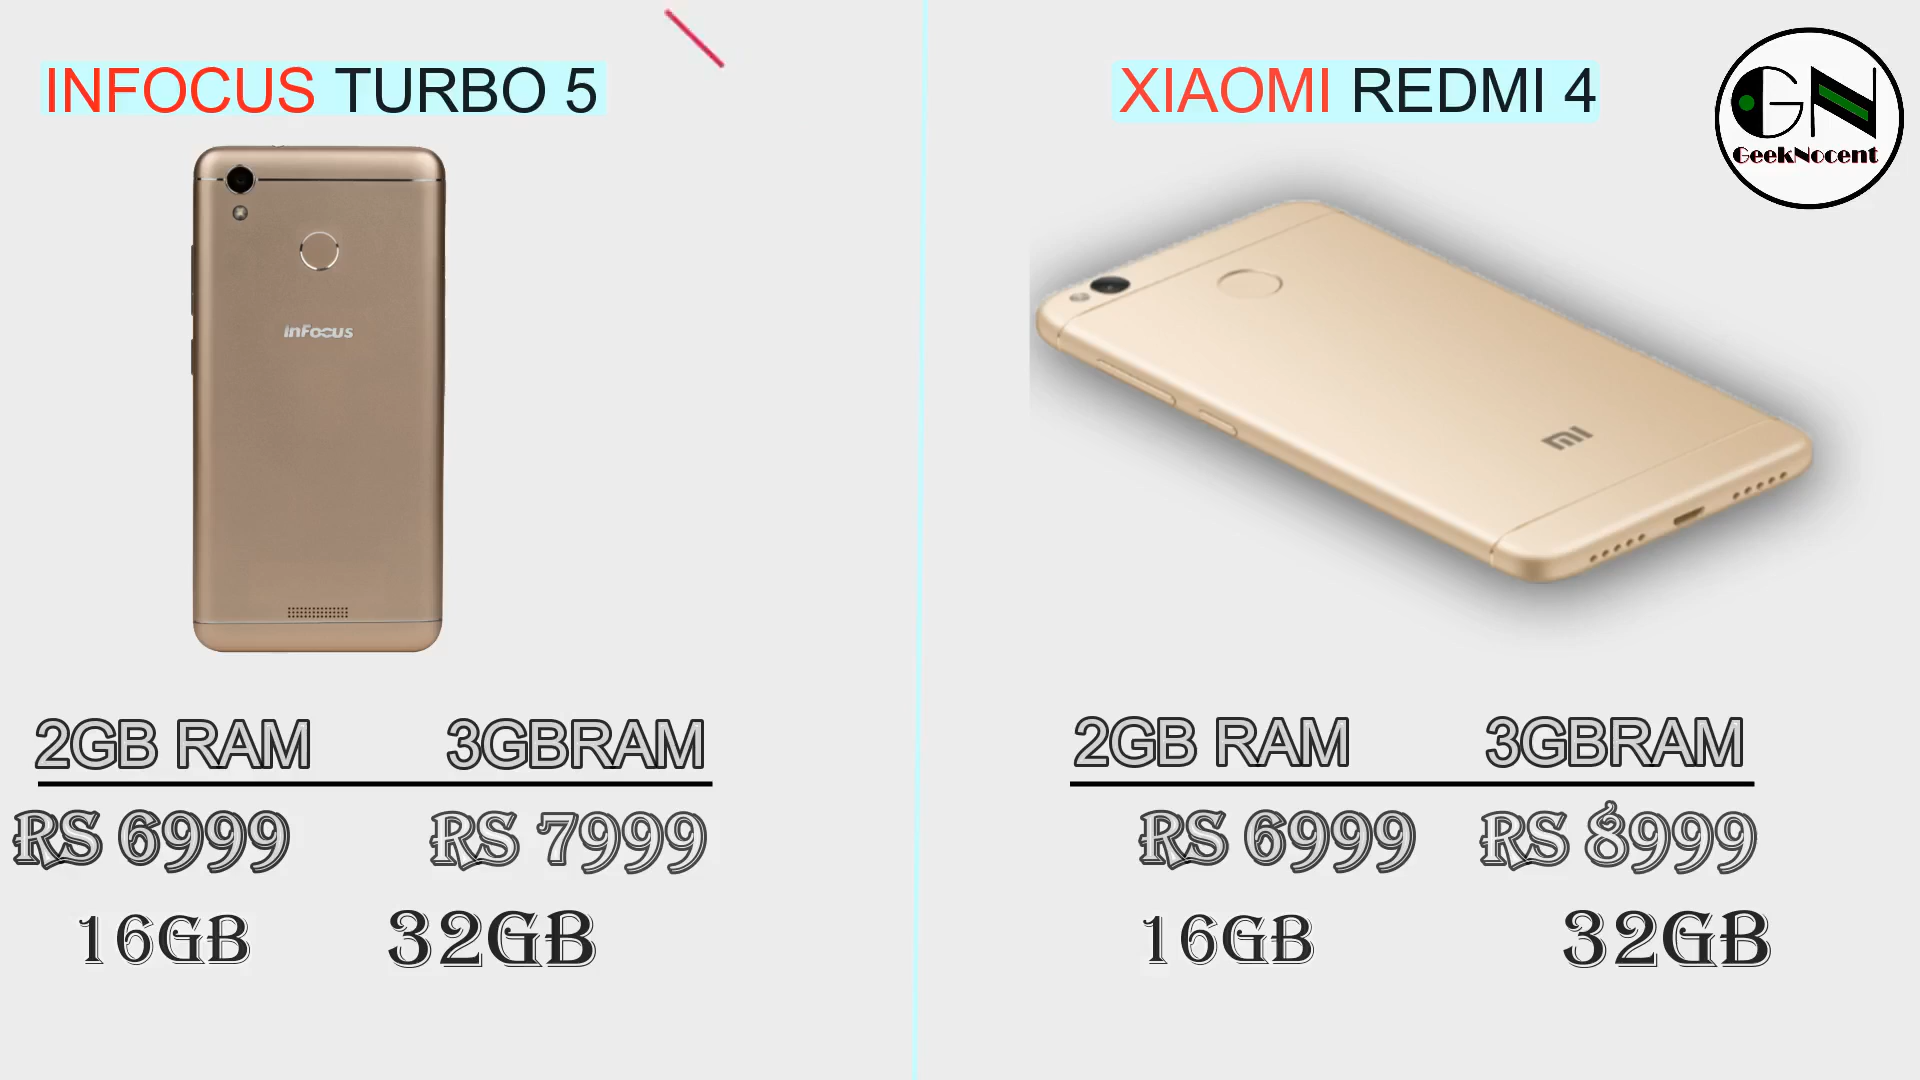 INFOCUS TURBO 5
XIAOMI REDMI 4
GN
GeekNocent
InFocus
MI
2GB RAM 3GBRAM
RS 6999 RS 7999
16GB 32GB
2GB RAM 3GBRAM
RS 6999 RS 8999
16GB 32GB